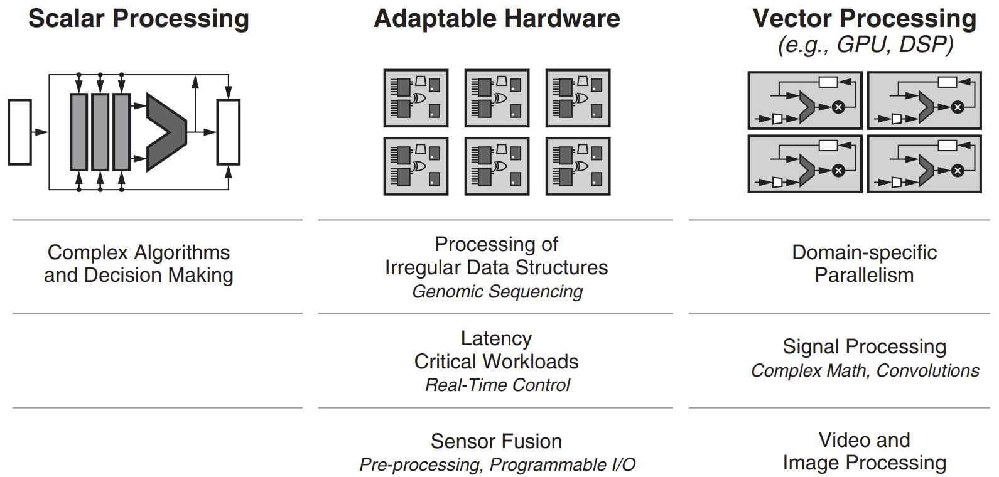 Scalar Processing
Adaptable Hardware
Vector Processing
(e.g., GPU, DSP)
Complex Algorithms
and Decision Making
Processing of
Irregular Data Structures
Genomic Sequencing
Domain-specific
Parallelism
Latency
Critical Workloads
Real-Time Control
Signal Processing
Complex Math, Convolutions
Sensor Fusion
Pre-processing, Programmable I/O
Video and
Image Processing